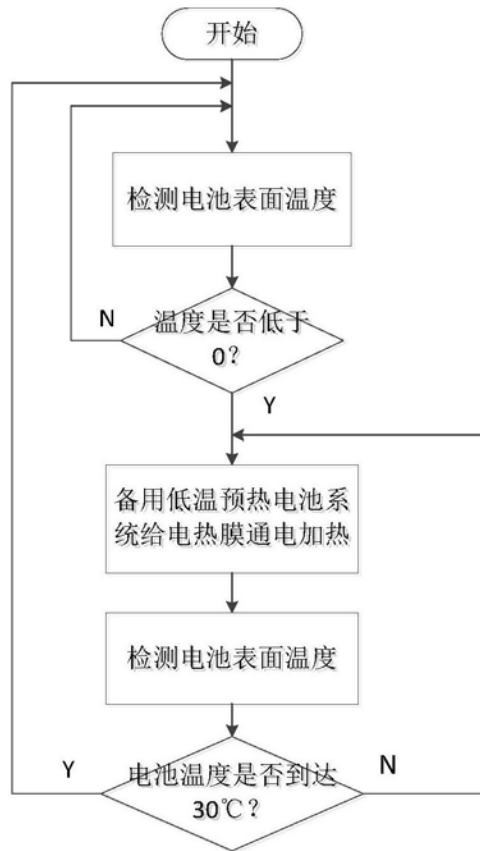 开始
检测电池表面温度
N
温度是否低于
0?
Y
备用低温预热电池系
统给电热膜通电加热
检测电池表面温度
Y
电池温度是否到达
30℃?
N